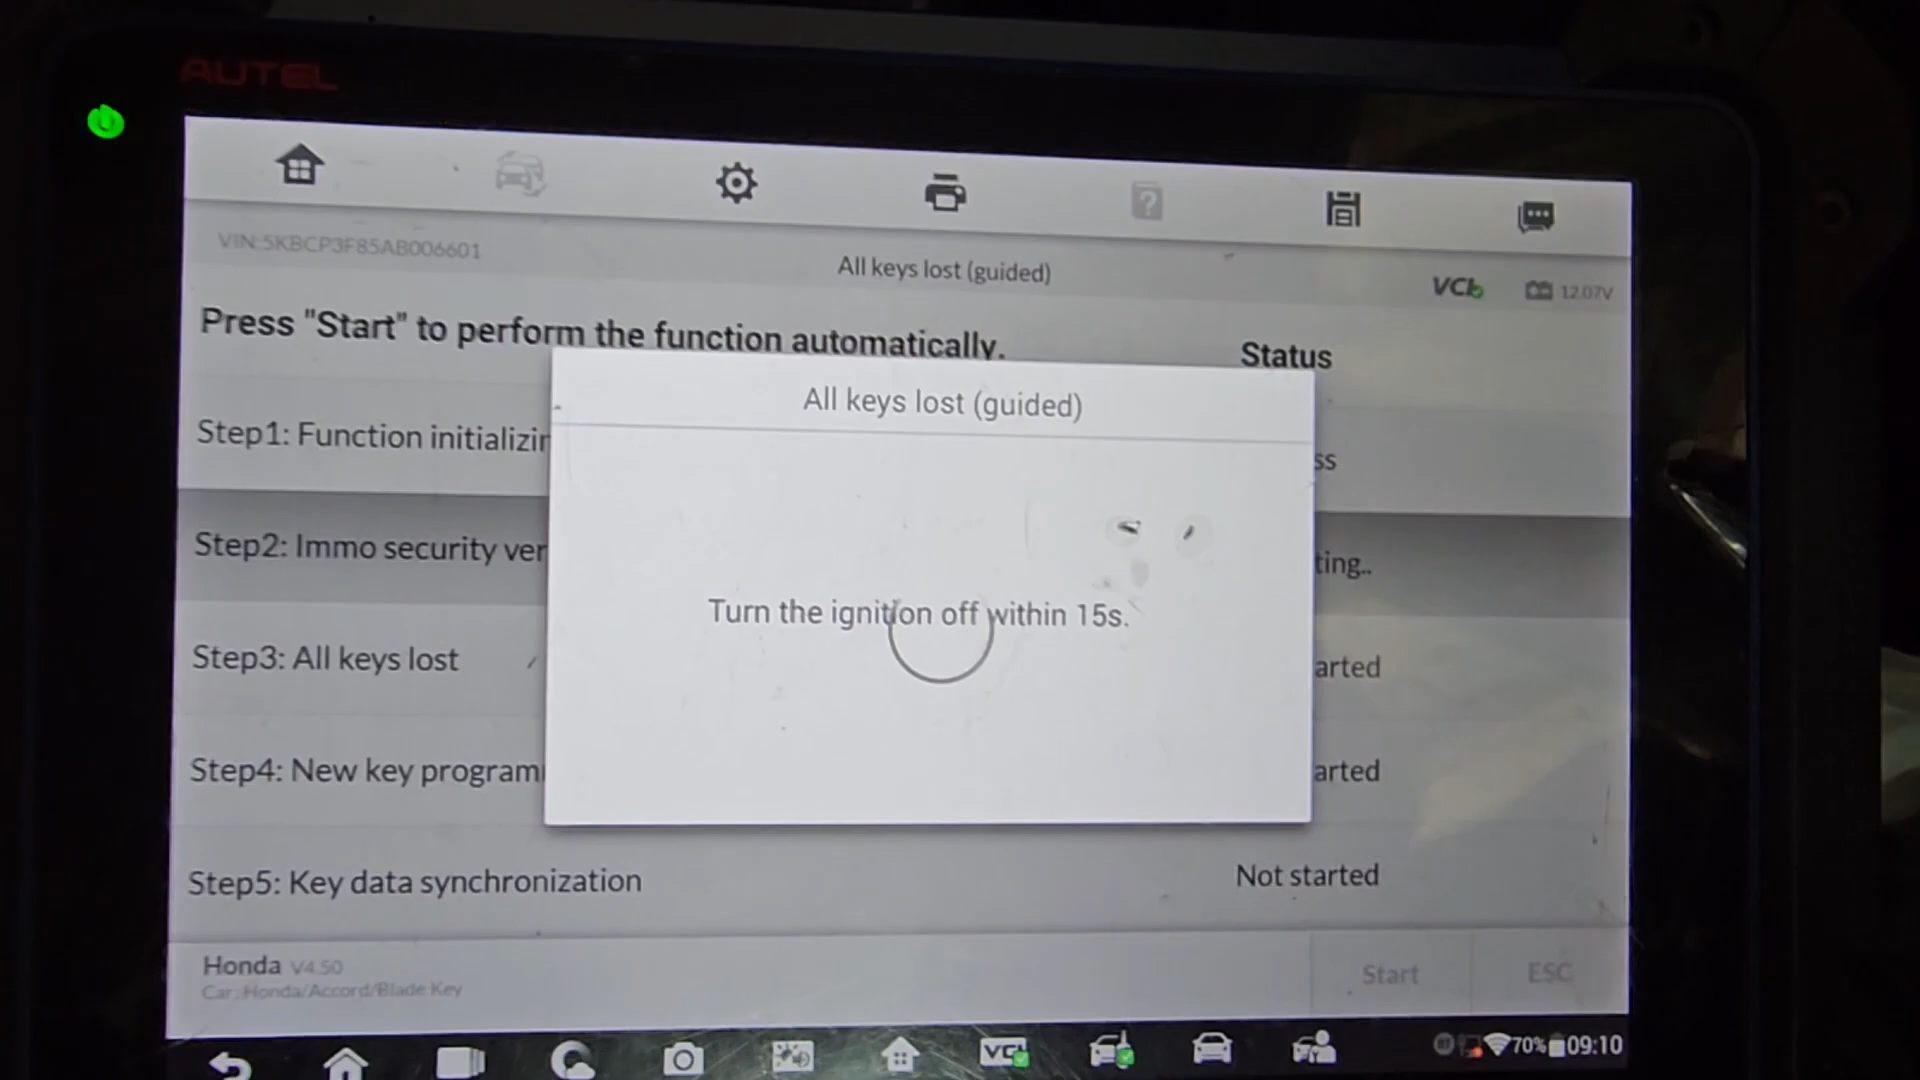 AUTEL
VIN:5KBCP3F85AB006601
All keys lost (guided)
VCI
12.07V
Press "Start" to perform the function automatically.
Status
All keys lost (guided)
Step1: Function initializin
ss
Step2: Immo security ver
ting..
Turn the ignition off within 15s.
Step3: All keys lost
arted
Step4: New key program
arted
Step5: Key data synchronization
Not started
Honda V4.50
Car:Honda/Accord/Blade Key
Start
ESC
VCI
70%
09:10